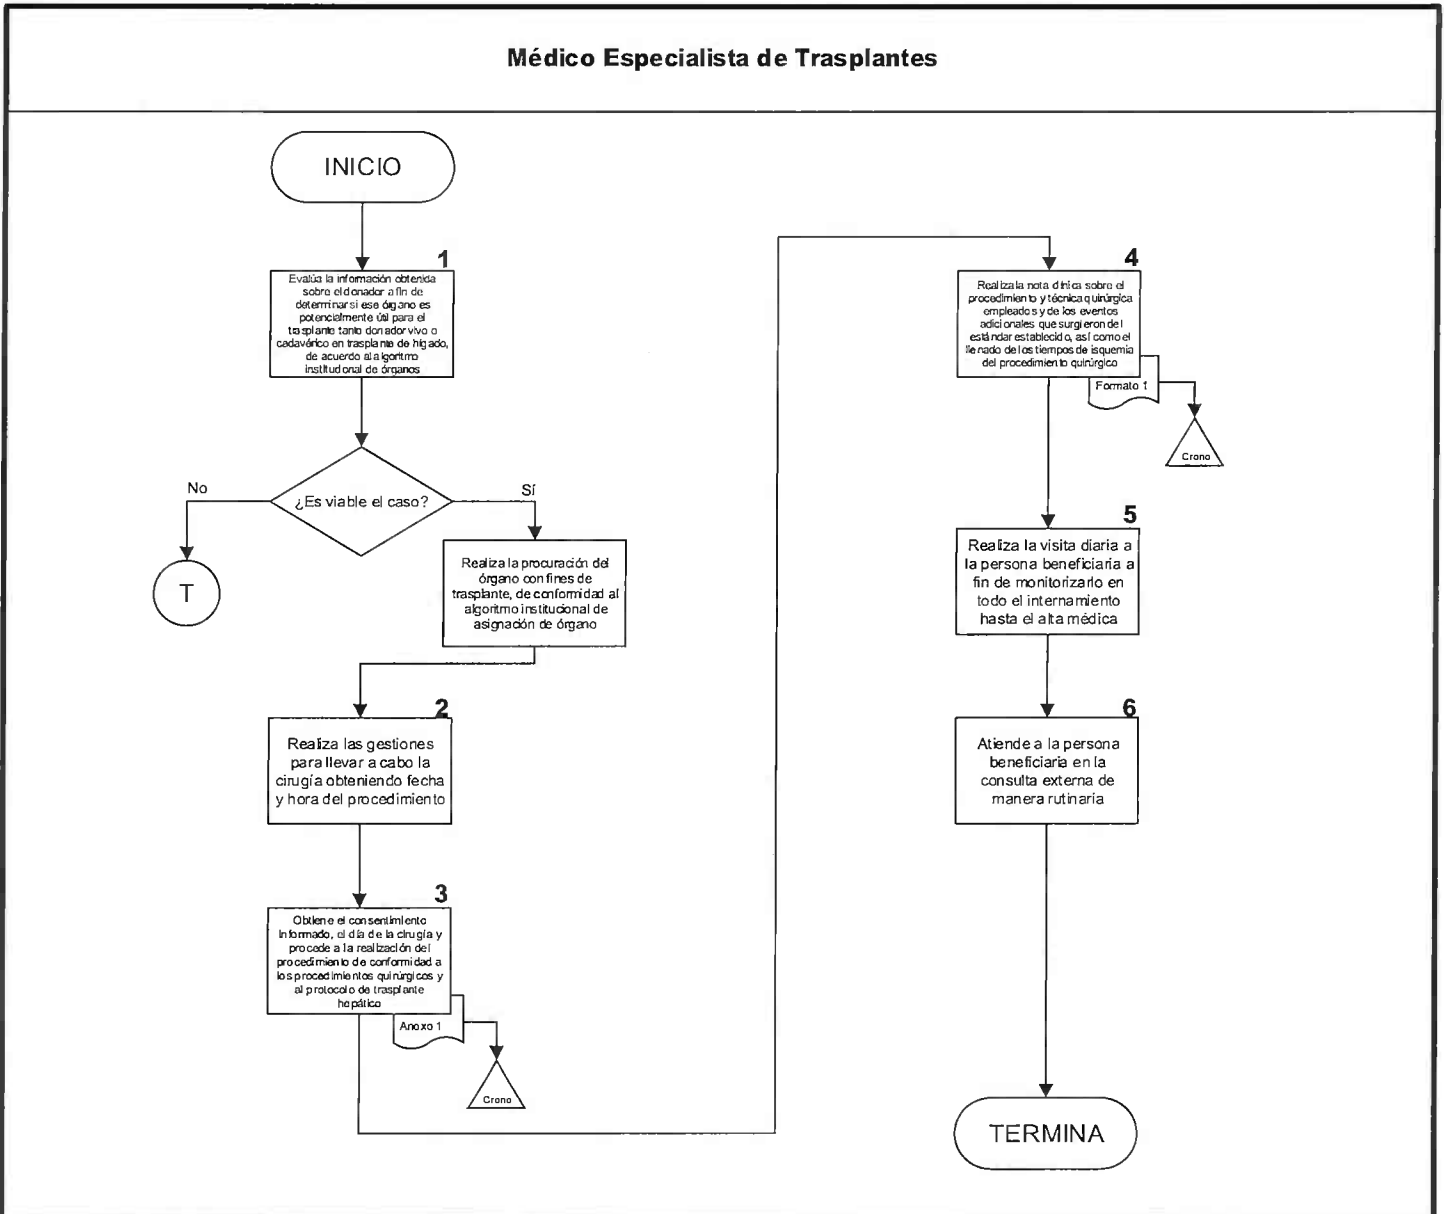 Médico Especialista de Trasplantes
INICIO
1
Evalúa la información obtenida
sobre el donador a fin de
determinar si ese órgano es
potencialmente útil para el
trasplante tanto donador vivo o
cadavérico en trasplante de hígado,
de acuerdo al algoritmo
institucional de órganos
¿Es viable el caso?
No
Sí
T
Realiza la procuración del
órgano con fines de
trasplante, de conformidad al
algoritmo institucional de
asignación de órgano
2
Realiza las gestiones
para llevar a cabo la
cirugía obteniendo fecha
y hora del procedimiento
3
Obtiene el consentimiento
informado, el día de la cirugía y
procede a la realización del
procedimiento de conformidad a
los procedimientos quirúrgicos y
al protocolo de trasplante
hepático
Anexo 1
Crono
4
Realiza la nota clínica sobre el
procedimiento y técnica quirúrgica
empleados y de los eventos
adicionales que surgieron del
estándar establecido, así como el
llenado de los tiempos de isquemia
del procedimiento quirúrgico
Formato 1
Crono
5
Realiza la visita diaria a
la persona beneficiaria a
fin de monitorizarlo en
todo el internamiento
hasta el alta médica
6
Atiende a la persona
beneficiaria en la
consulta externa de
manera rutinaria
TERMINA